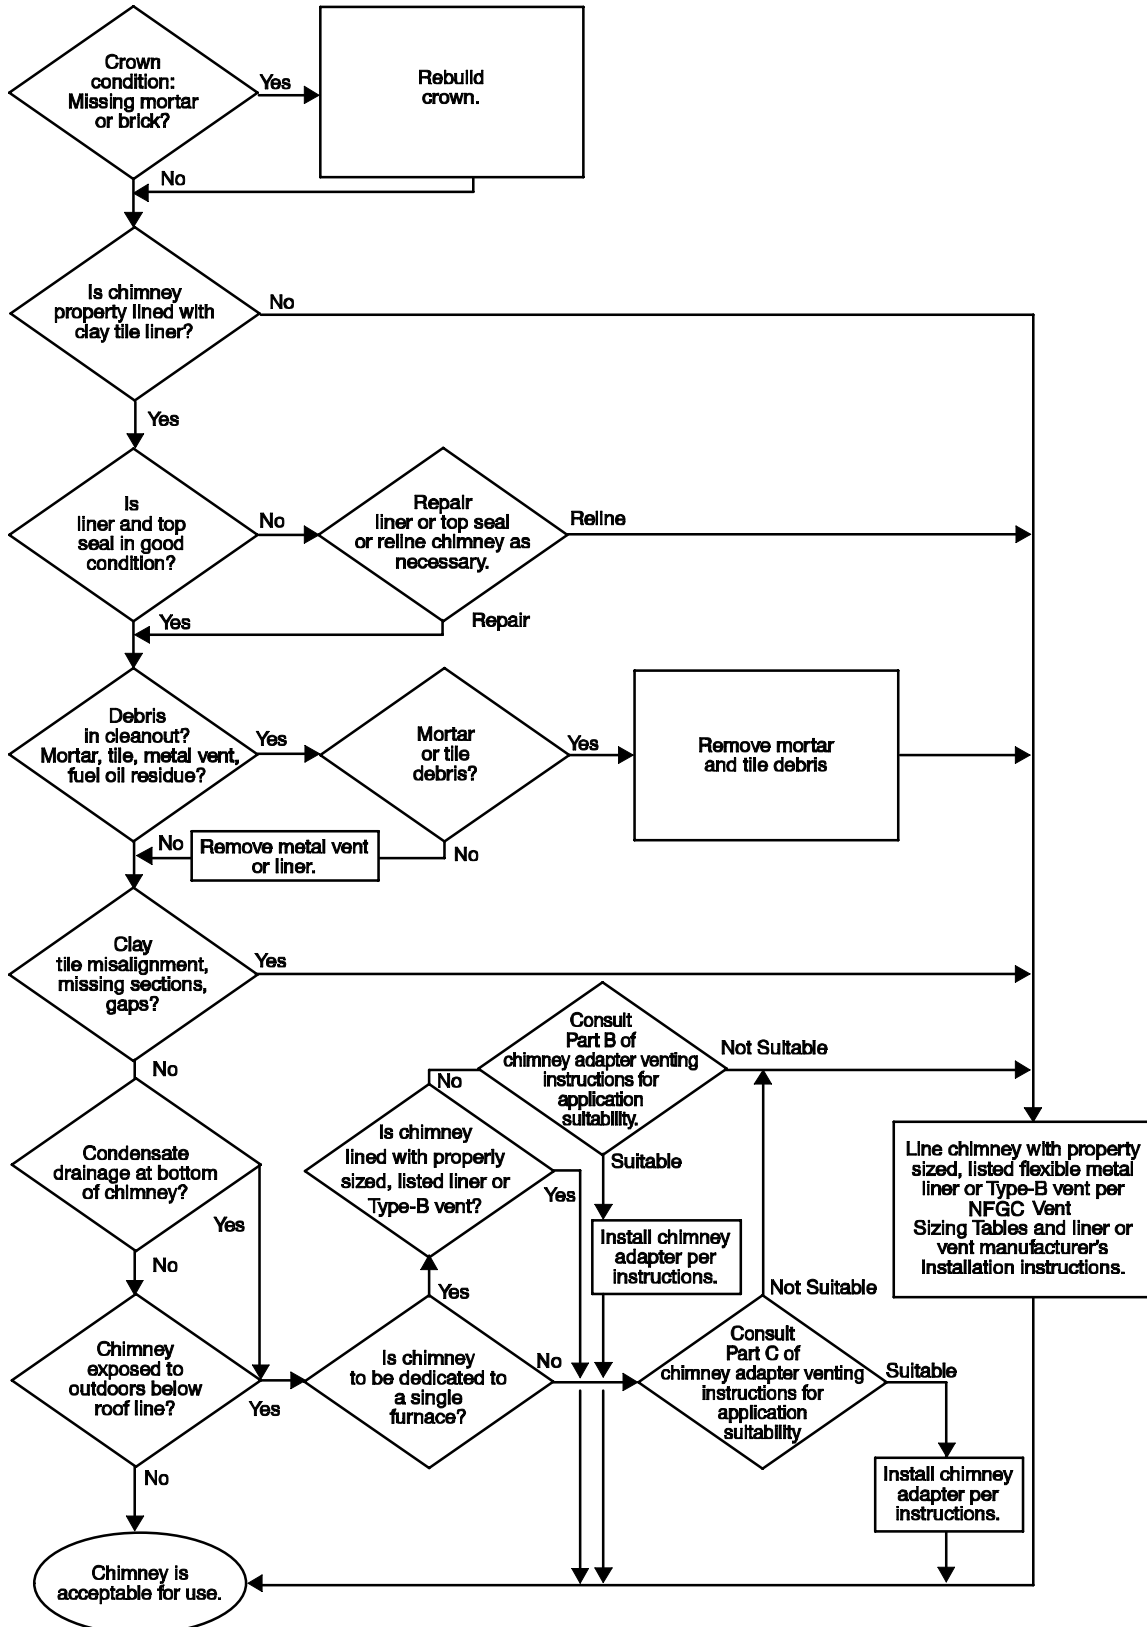 Crown
condition:
Missing mortar
or brick?
Yes
Rebuild
crown.
No
Is chimney
property lined with
clay tile liner?
No
Yes
Is
liner and top
seal in good
condition?
No
Repair
liner or top seal
or reline chimney as
necessary.
Reline
Yes
Repair
Debris
in cleanout?
Mortar, tile, metal vent,
fuel oil residue?
Yes
Mortar
or tile
debris?
Yes
Remove mortar
and tile debris
No
Remove metal vent
or liner.
No
Clay
tile misalignment,
missing sections,
gaps?
Yes
No
Consult
Part B of
chimney adapter venting
instructions for
application
suitability.
Not Suitable
No
Suitable
Condensate
drainage at bottom
of chimney?
Yes
No
Is chimney
lined with properly
sized, listed liner or
Type-B vent?
Yes
Install chimney
adapter per
instructions.
Line chimney with property
sized, listed flexible metal
liner or Type-B vent per
NFGC Vent
Sizing Tables and liner or
vent manufacturer's
Installation instructions.
Yes
Not Suitable
Chimney
exposed to
outdoors below
roof line?
Yes
No
Is chimney
to be dedicated to
a single
furnace?
No
Consult
Part C of
chimney adapter venting
instructions for
application
suitability
Suitable
Install chimney
adapter per
instructions.
Chimney is
acceptable for use.